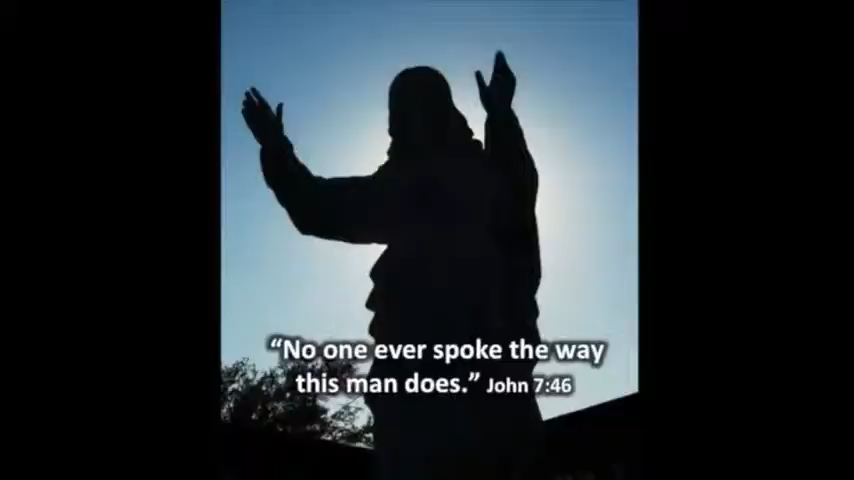 “No one ever spoke the way
this man does.” John 7:46